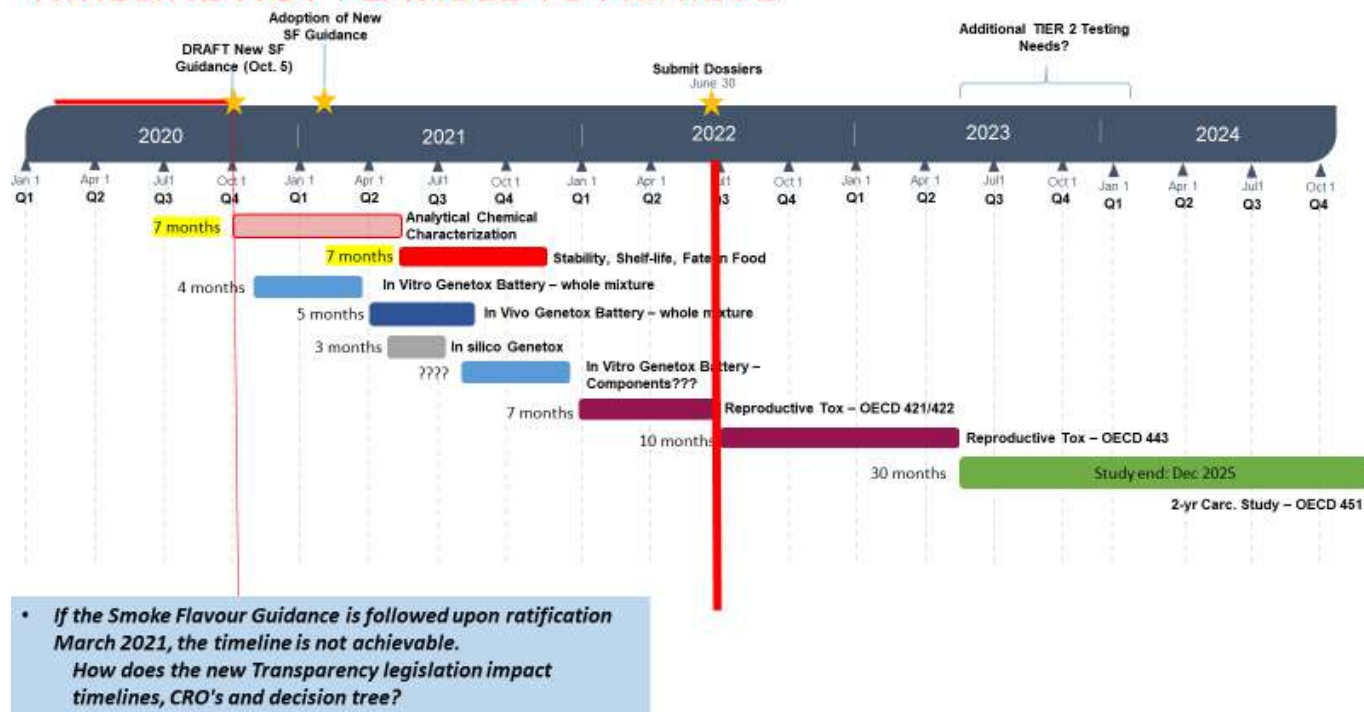 Adoption of New
SF Guidance
DRAFT New SF
Guidance (Oct. 5)
Submit Dossiers
June 30
Additional TIER 2 Testing
Needs?
2020
2021
2022
2023
2024
Jan 1 Apr 1 Jul1 Oct 1 Jan 1 Apr 1 Jul1 Oct 1 Jan 1 Apr 1 Jul1 Oct 1 Jan 1 Apr 1 Jul1 Oct 1 Jan 1 Apr 1 Jul1 Oct 1
Q1 Q2 Q3 Q4 Q1 Q2 Q3 Q4 Q1 Q2 Q3 Q4 Q1 Q2 Q3 Q4 Q1 Q2 Q3 Q4
7 months
Analytical Chemical
Characterization
7 months
Stability, Shelf-life, Fate in Food
4 months
In Vitro Genetox Battery – whole mixture
5 months
In Vivo Genetox Battery – whole mixture
3 months
In silico Genetox
????
In Vitro Genetox Battery –
Components???
7 months
Reproductive Tox – OECD 421/422
10 months
Reproductive Tox – OECD 443
30 months
Study end: Dec 2025
2-yr Carc. Study – OECD 451
• If the Smoke Flavour Guidance is followed upon ratification
March 2021, the timeline is not achievable.
How does the new Transparency legislation impact
timelines, CRO's and decision tree?